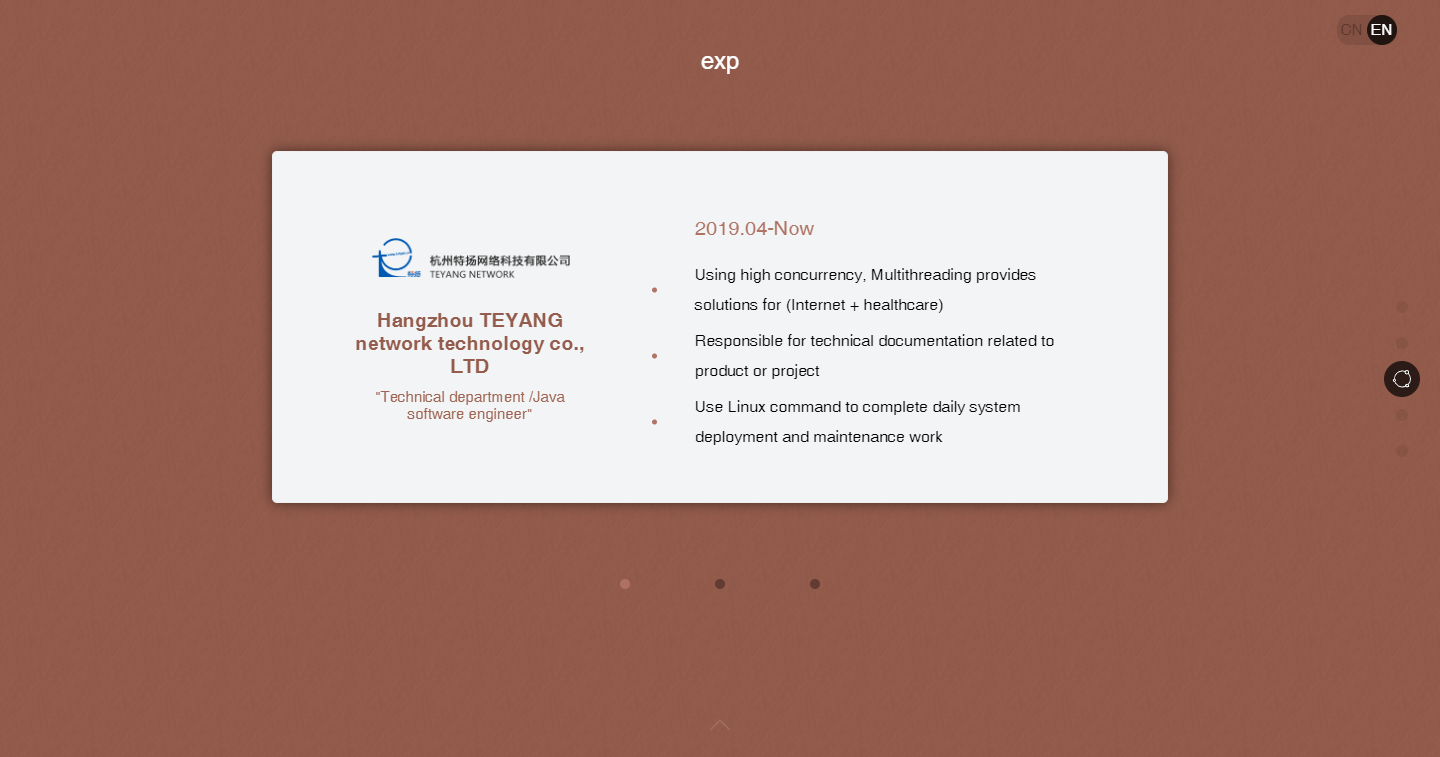 CN EN
exp
杭州特扬网络科技有限公司
TEYANG NETWORK
Hangzhou TEYANG
network technology co.,
LTD
"Technical department /Java
software engineer"
2019.04-Now
Using high concurrency, Multithreading provides
solutions for (Internet + healthcare)
Responsible for technical documentation related to
product or project
Use Linux command to complete daily system
deployment and maintenance work